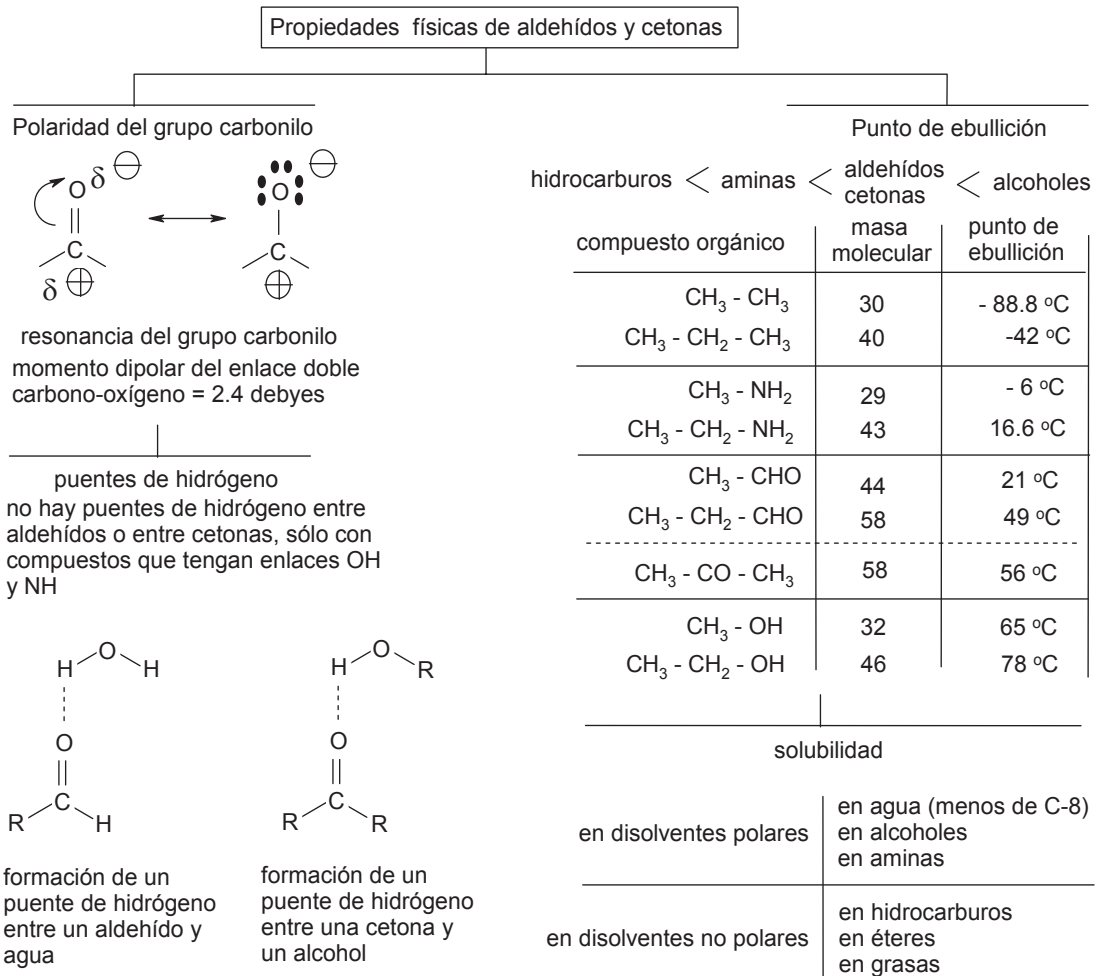 Propiedades físicas de aldehídos y cetonas
Polaridad del grupo carbonilo
O δ ⊖
C
δ ⊕
O ⊖
C
⊕
resonancia del grupo carbonilo
momento dipolar del enlace doble
carbono-oxígeno = 2.4 debyes
puentes de hidrógeno
no hay puentes de hidrógeno entre
aldehídos o entre cetonas, sólo con
compuestos que tengan enlaces OH
y NH
H O H
O
R C H
formación de un
puente de hidrógeno
entre un aldehído y
agua
H O R
O
R C R
formación de un
puente de hidrógeno
entre una cetona y
un alcohol
Punto de ebullición
hidrocarburos < aminas < aldehídos cetonas < alcoholes
compuesto orgánico masa molecular punto de ebullición
CH₃ - CH₃ 30 - 88.8 ºC
CH₃ - CH₂ - CH₃ 40 -42 ºC
CH₃ - NH₂ 29 - 6 ºC
CH₃ - CH₂ - NH₂ 43 16.6 ºC
CH₃ - CHO 44 21 ºC
CH₃ - CH₂ - CHO 58 49 ºC
CH₃ - CO - CH₃ 58 56 ºC
CH₃ - OH 32 65 ºC
CH₃ - CH₂ - OH 46 78 ºC
solubilidad
en disolventes polares
en agua (menos de C-8)
en alcoholes
en aminas
en disolventes no polares
en hidrocarburos
en éteres
en grasas